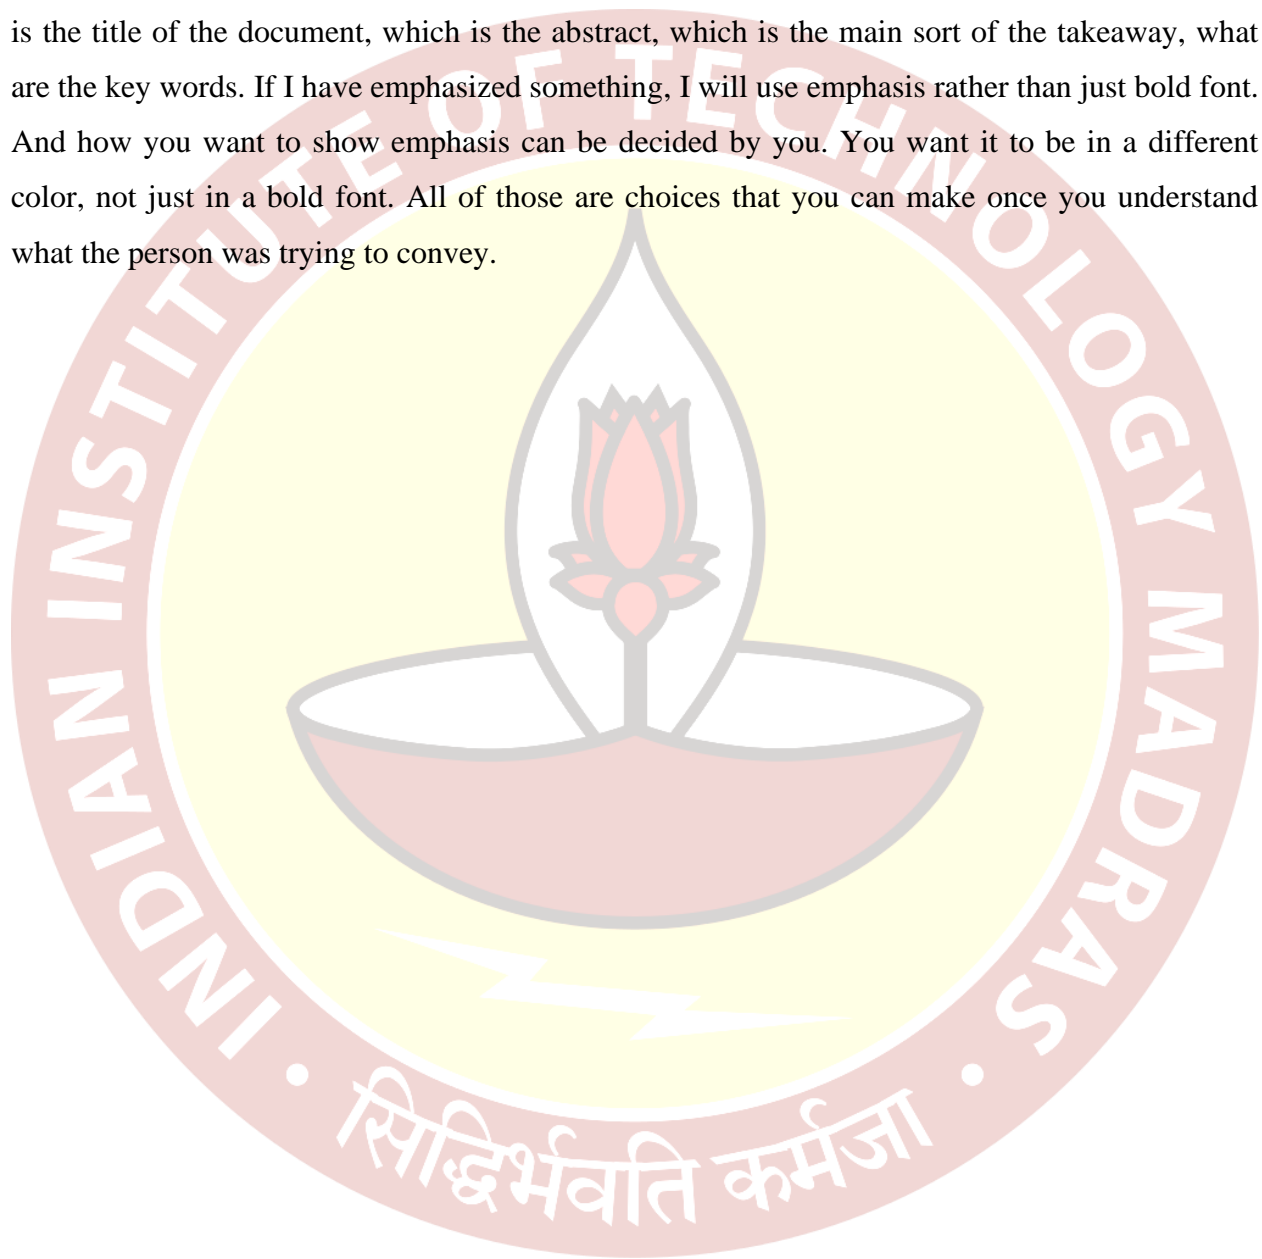 is the title of the document, which is the abstract, which is the main sort of the takeaway, what
are the key words. If I have emphasized something, I will use emphasis rather than just bold font.
And how you want to show emphasis can be decided by you. You want it to be in a different
color, not just in a bold font. All of those are choices that you can make once you understand
what the person was trying to convey.
INDIAN INSTITUTE OF TECHNOLOGY MADRAS
सिद्धिर्भवति कर्मजा